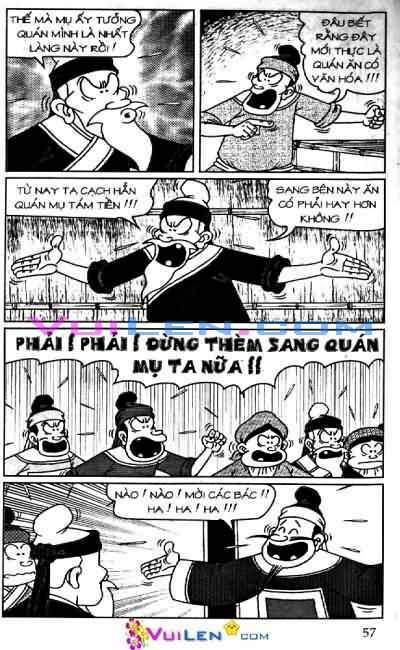 THẾ MÀ MỤ ẤY TƯỞNG
QUÁN MÌNH LÀ NHẤT
LÀNG NÀY RỒI!
ĐÂU BIẾT
RẰNG ĐÂY
MỚI THỰC LÀ
QUÁN ĂN CÓ
VĂN HÓA!!!
TỪ NAY TA CẠCH HẲN
QUÁN MỤ TÁM TIỀN!!!
SANG BÊN NÀY ĂN
CÓ PHẢI HAY HƠN
KHÔNG!!
VuiLen.com
PHẢI! PHẢI! ĐỪNG THÈM SANG QUÁN
MỤ TA NỮA!!
NÀO! NÀO! MỜI CÁC BÁC!!
HA! HA! HA!!!
57
VuiLen.com